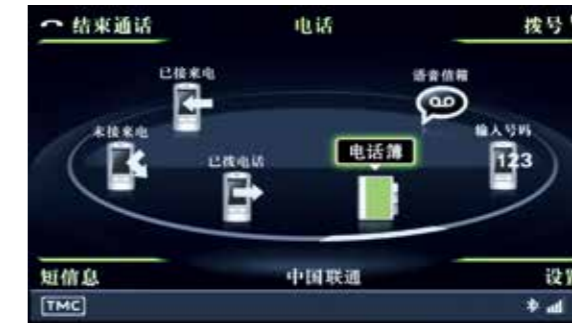 结束通话 电话 拨号
已接来电 语音信箱
未接来电 输入号码
已拨电话 电话薄
123
短信息 中国联通 设置
TMC